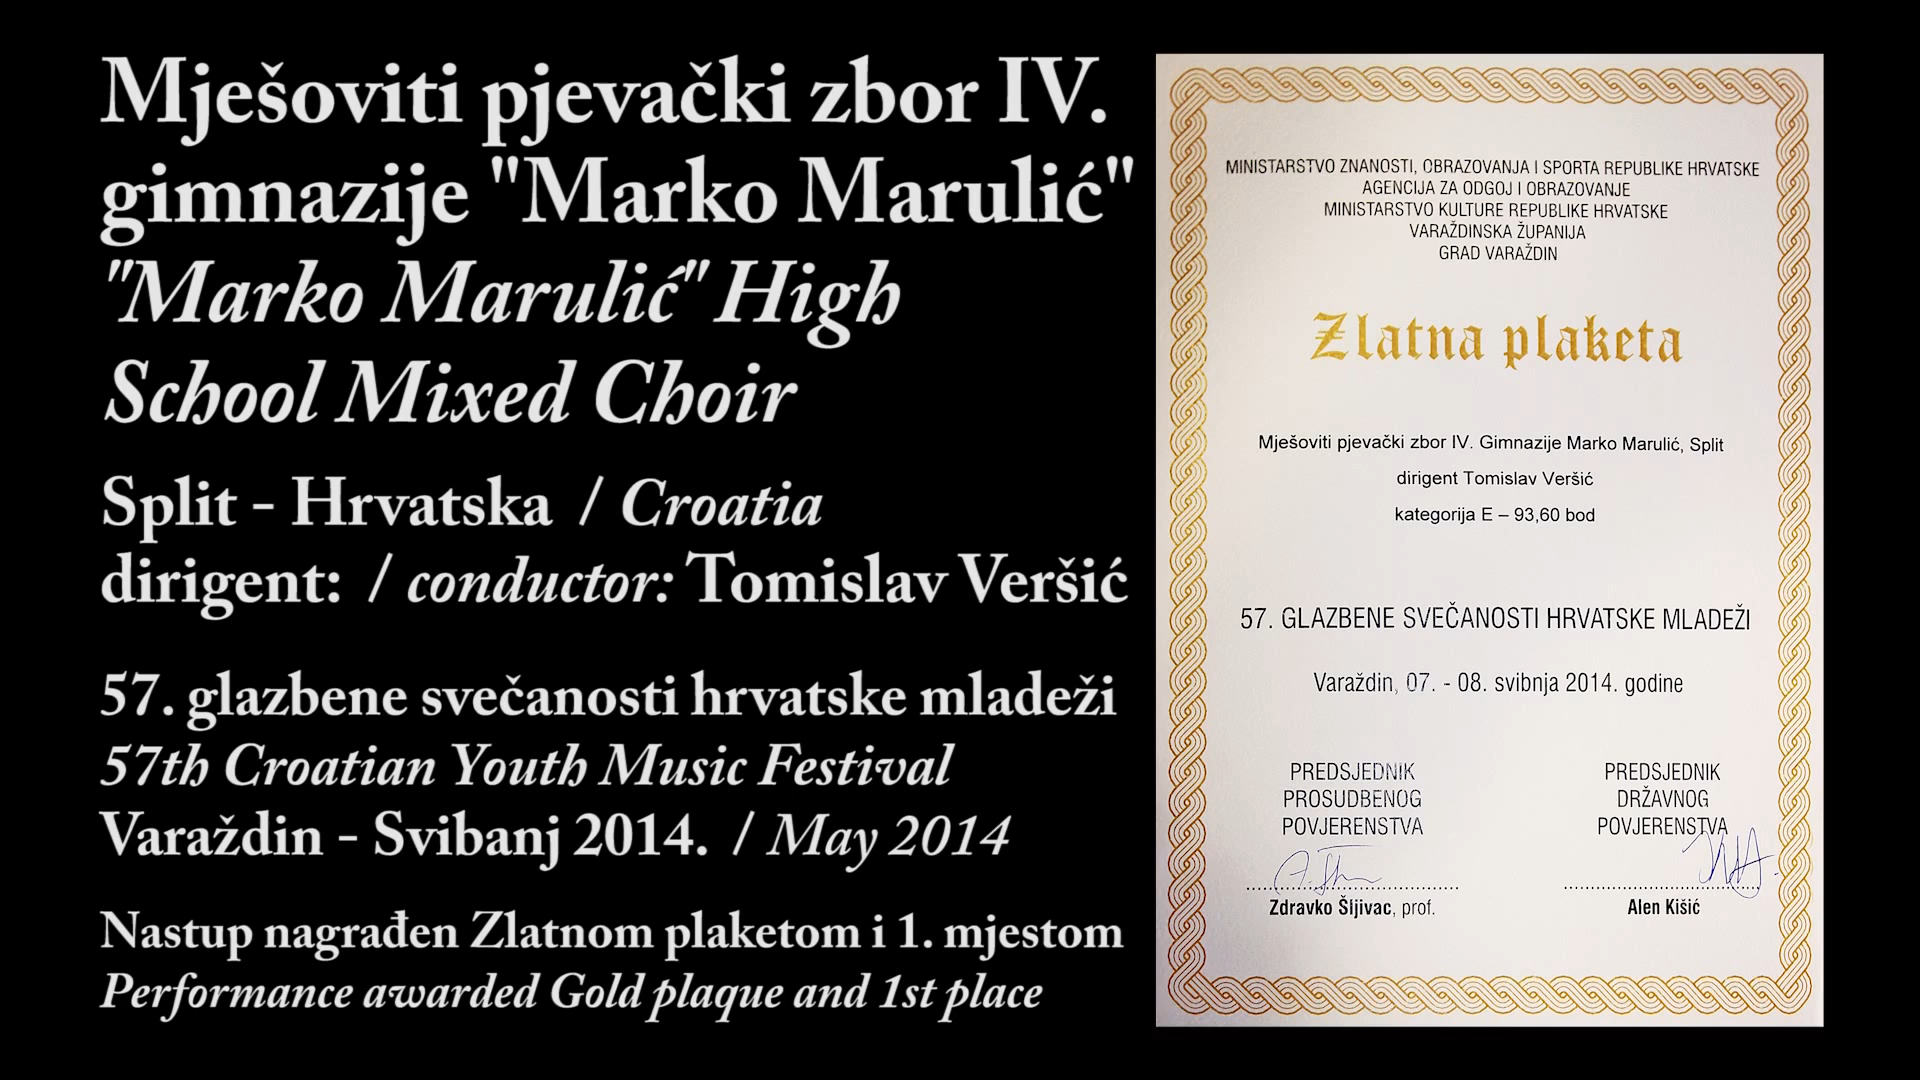 Mješoviti pjevački zbor IV.
gimnazije "Marko Marulić"
"Marko Marulić" High
School Mixed Choir
Split - Hrvatska / Croatia
dirigent: / conductor: Tomislav Veršić
57. glazbene svečanosti hrvatske mladeži
57th Croatian Youth Music Festival
Varaždin - Svibanj 2014. / May 2014
Nastup nagrađen Zlatnom plaketom i 1. mjestom
Performance awarded Gold plaque and 1st place
MINISTARSTVO ZNANOSTI, OBRAZOVANJA I SPORTA REPUBLIKE HRVATSKE
AGENCIJA ZA ODGOJ I OBRAZOVANJE
MINISTARSTVO KULTURE REPUBLIKE HRVATSKE
VARAŽDINSKA ŽUPANIJA
GRAD VARAŽDIN
Zlatna plaketa
Mješoviti pjevački zbor IV. Gimnazije Marko Marulić, Split
dirigent Tomislav Veršić
kategorija E – 93,60 bod
57. GLAZBENE SVEČANOSTI HRVATSKE MLADEŽI
Varaždin, 07. - 08. svibnja 2014. godine
PREDSJEDNIK
PROSUDBENOG
POVJERENSTVA
Zdravko Šljivac, prof.
PREDSJEDNIK
DRŽAVNOG
POVJERENSTVA
Alen Kišić